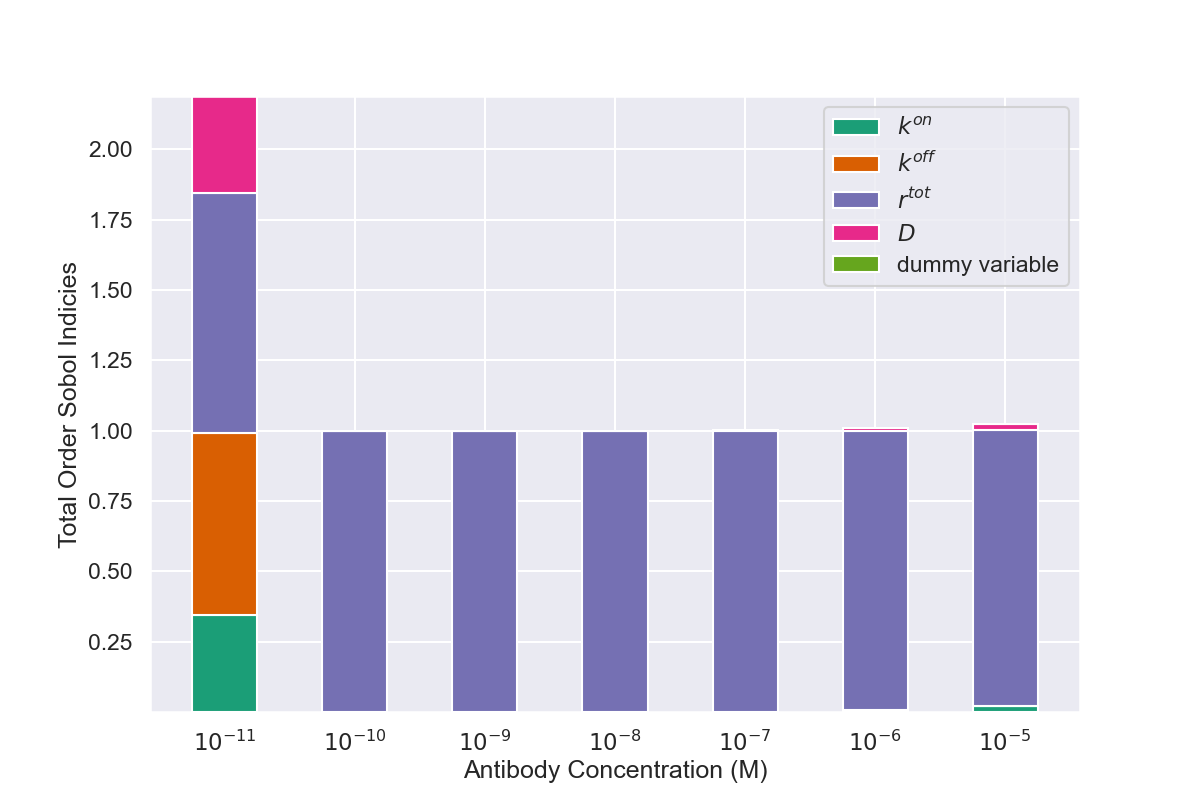 2.00
1.75
1.50
1.25
1.00
0.75
0.50
0.25
Total Order Sobol Indicies
k^{on}
k^{off}
r^{tot}
D
dummy variable
10^{-11} 10^{-10} 10^{-9} 10^{-8} 10^{-7} 10^{-6} 10^{-5}
Antibody Concentration (M)